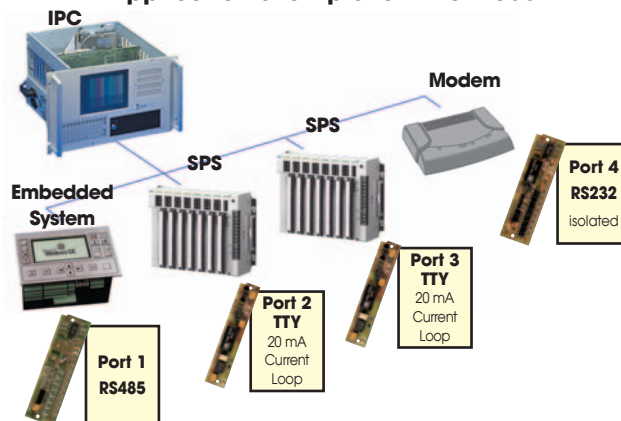 IPC
Modem
SPS
SPS
Embedded
System
Port 4
RS232
isolated
Port 3
TTY
20 mA
Current
Loop
Port 2
TTY
20 mA
Current
Loop
Port 1
RS485